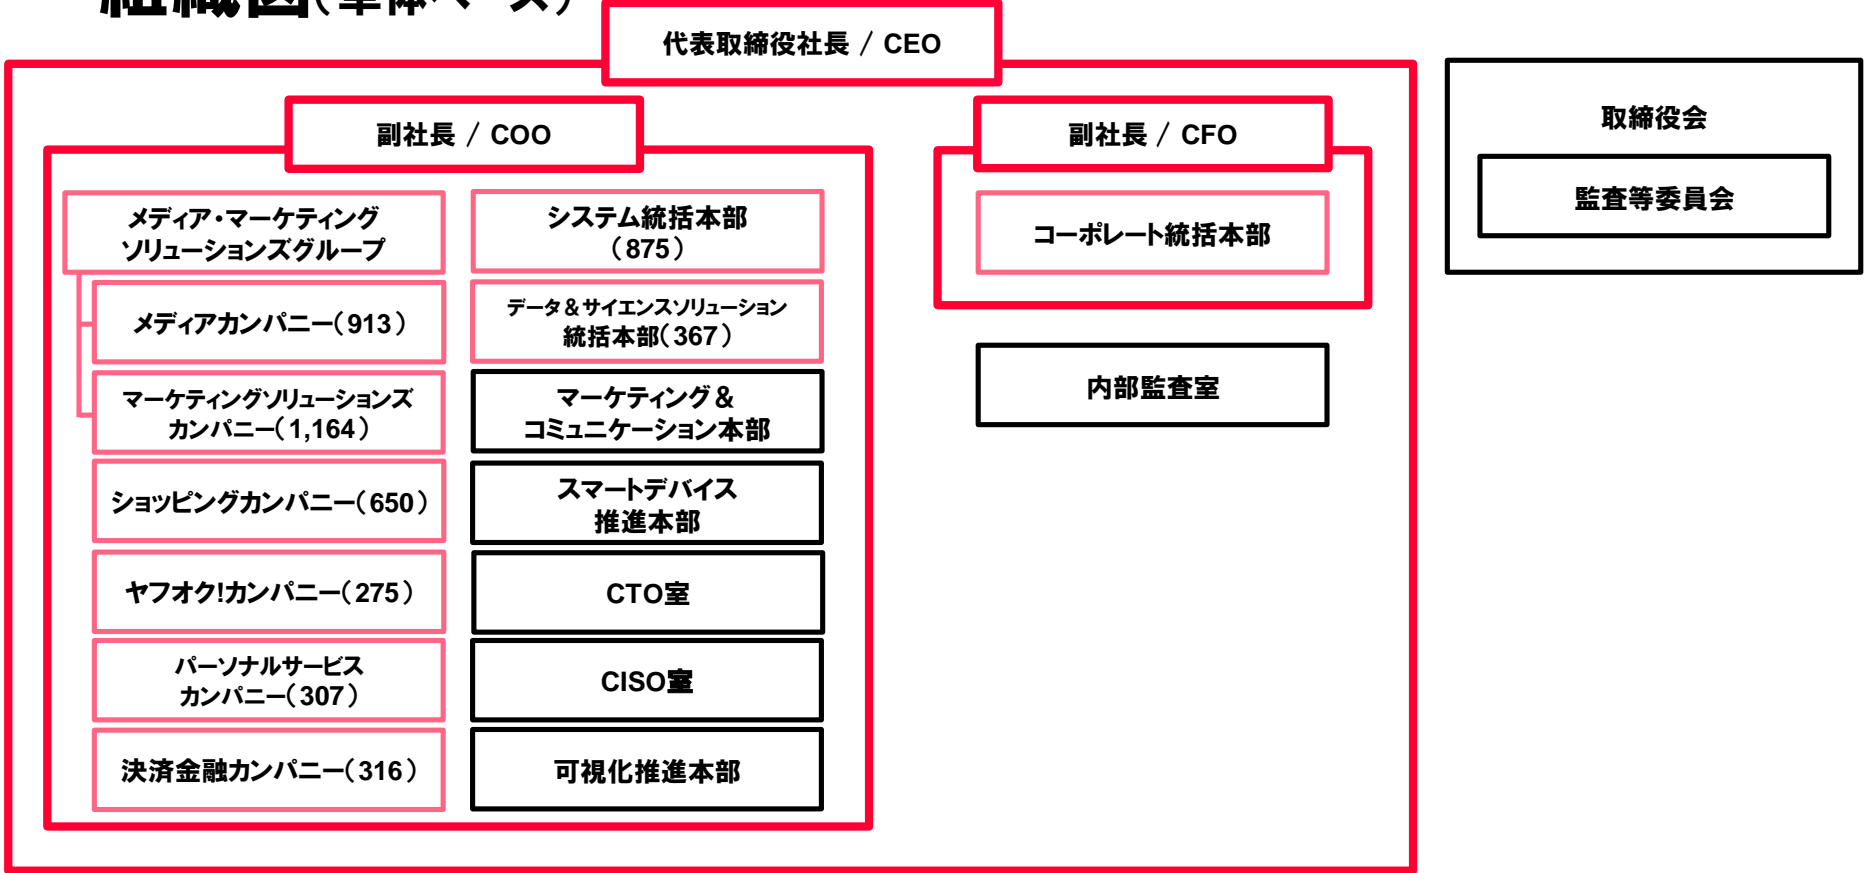 組織図(単体ベース)
代表取締役社長 / CEO
副社長 / COO
メディア・マーケティング
ソリューションズグループ
メディアカンパニー(913)
マーケティングソリューションズ
カンパニー(1,164)
ショッピングカンパニー(650)
ヤフオク!カンパニー(275)
パーソナルサービス
カンパニー(307)
決済金融カンパニー(316)
システム統括本部
(875)
データ&サイエンスソリューション
統括本部(367)
マーケティング&
コミュニケーション本部
スマートデバイス
推進本部
CTO室
CISO室
可視化推進本部
副社長 / CFO
コーポレート統括本部
内部監査室
取締役会
監査等委員会